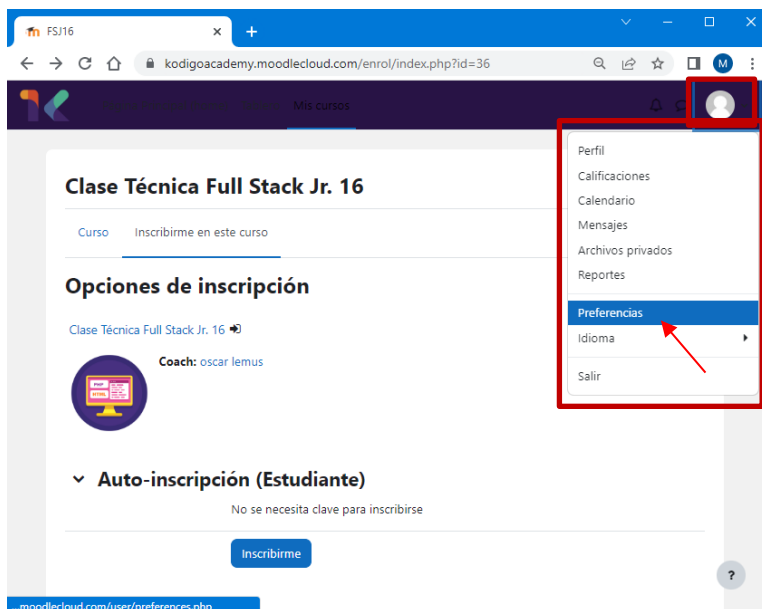 FSJ16
kodigoacademy.moodlecloud.com/enrol/index.php?id=36
M
Mis cursos
Perfil
Calificaciones
Calendario
Mensajes
Archivos privados
Reportes
Preferencias
Idioma
Salir
Clase Técnica Full Stack Jr. 16
Curso Inscribirme en este curso
Opciones de inscripción
Clase Técnica Full Stack Jr. 16
Coach: oscar lemus
PHP
HTML
Auto-inscripción (Estudiante)
No se necesita clave para inscribirse
Inscribirme
?
...moodlecloud.com/user/preferences.php